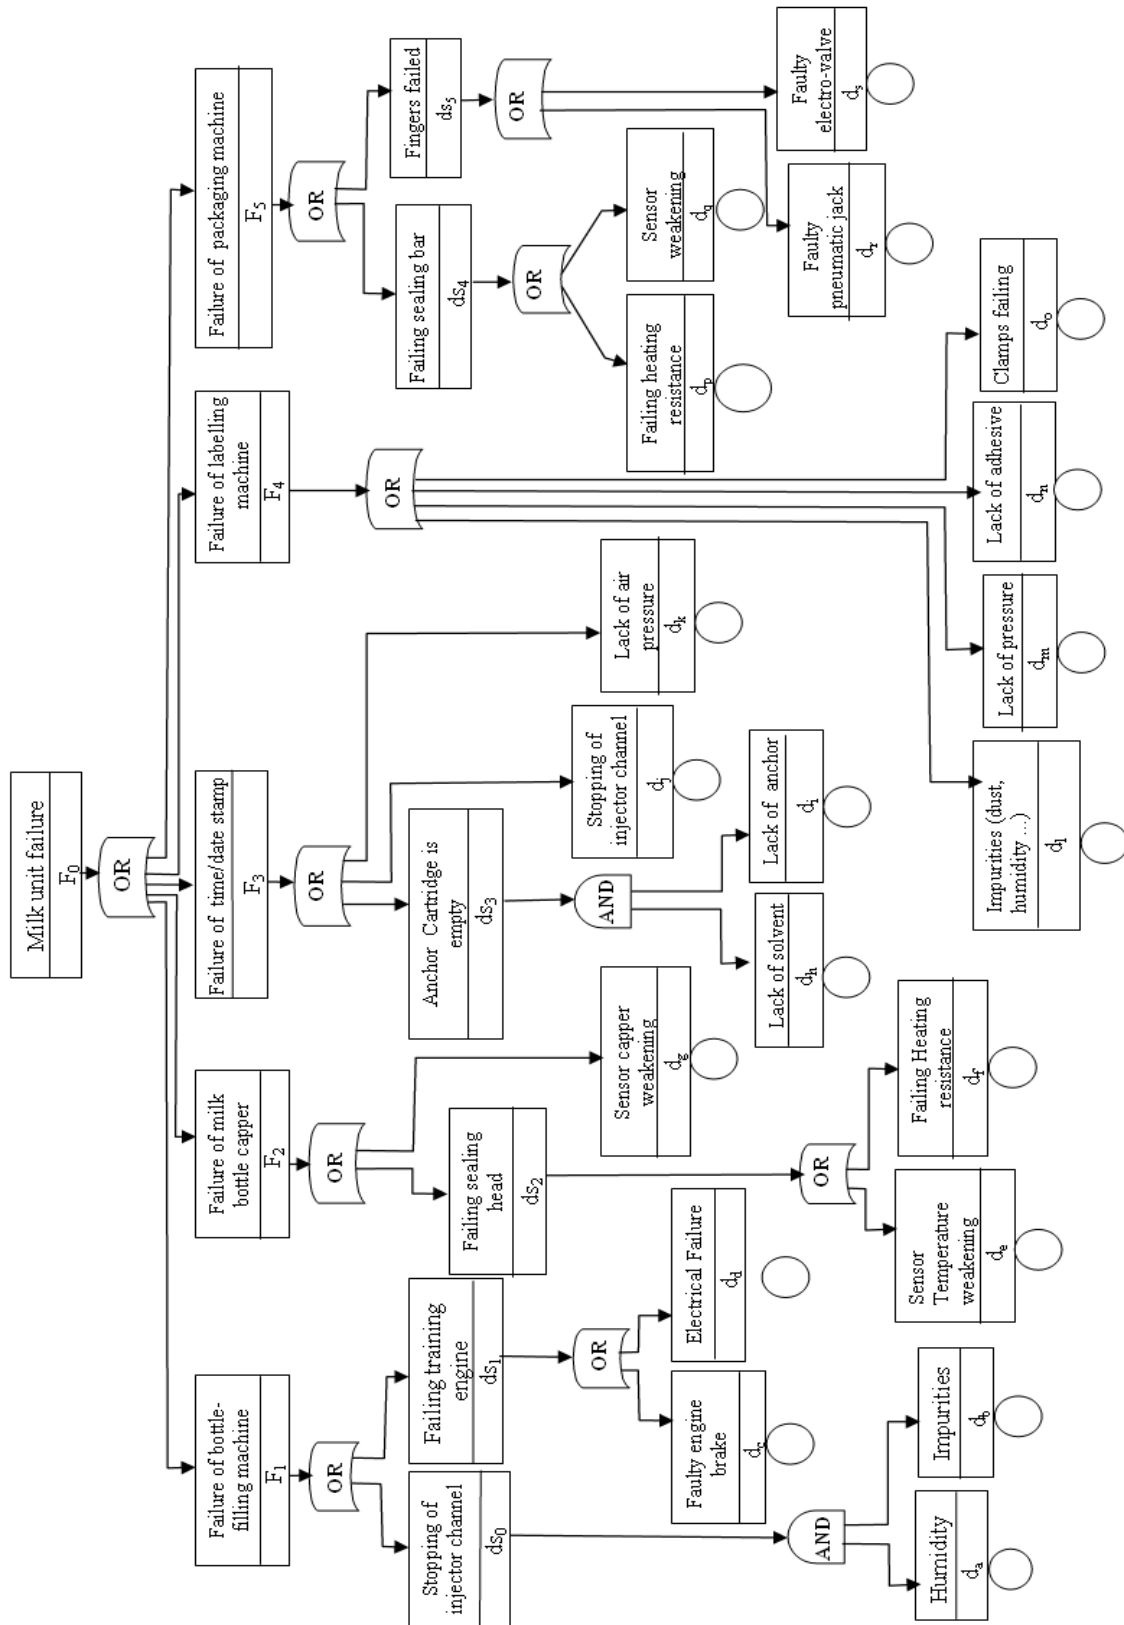 Milk unit failure
F0
OR
Failure of bottle-
filling machine
F1
Failure of milk
bottle capper
F2
Failure of time/date stamp
F3
Failure of labelling
machine
F4
Failure of packaging machine
F5
OR
OR
OR
OR
OR
Stopping of
injector channel
ds0
Failing training
engine
ds1
Failing sealing
head
ds2
Anchor Cartridge is
empty
ds3
Failing sealing bar
ds4
Fingers failed
ds5
OR
AND
OR
OR
Faulty engine
brake
dc
Electrical Failure
dd
Sensor capper
weakening
dg
Stopping of
injector channel
dj
Lack of air
pressure
dk
Failing heating
resistance
dp
Sensor
weakening
dq
AND
OR
Lack of solvent
dh
Lack of anchor
di
Faulty
pneumatic jack
dr
Faulty
electro-valve
ds
Humidity
da
Impurities
db
Sensor
Temperature
weakening
de
Failing Heating
resistance
df
Impurities (dust,
humidity ...)
dl
Lack of pressure
dm
Lack of adhesive
dn
Clamps failing
do